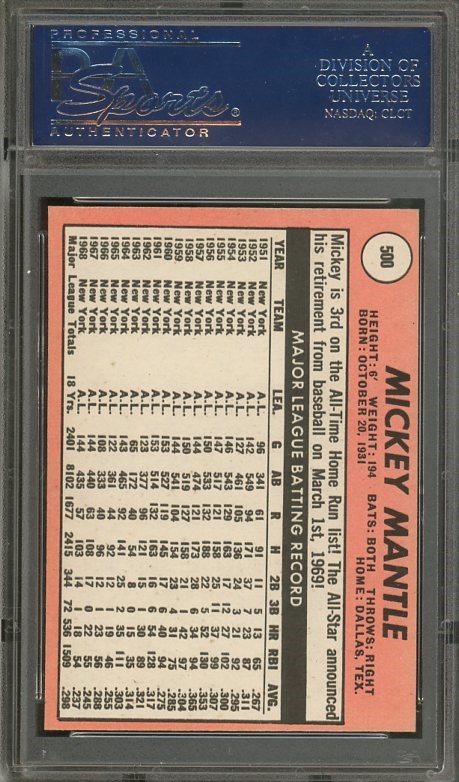 PROFESSIONAL
PSA
Sports®
AUTHENTICATOR
A
DIVISION OF
COLLECTORS
UNIVERSE
NASDAQ: CLCT
500
MICKEY MANTLE
HEIGHT: 6' WEIGHT: 194 BATS: BOTH THROWS: RIGHT
BORN: OCTOBER 20, 1931 HOME: DALLAS, TEX.
Mickey is 3rd on the All-Time Home Run list! The All-Star announced
his retirement from baseball on March 1st, 1969!
MAJOR LEAGUE BATTING RECORD
YEAR TEAM LEA. G AB R H 2B 3B HR RBI AVG.
1951 New York A.L. 96 341 61 91 11 5 13 65 .267
1952 New York A.L. 142 549 94 171 37 7 23 87 .311
1953 New York A.L. 127 461 105 136 24 3 21 92 .295
1954 New York A.L. 146 543 129 163 17 12 27 102 .300
1955 New York A.L. 147 517 121 158 25 11 37 99 .306
1956 New York A.L. 150 533 132 188 22 5 52 130 .353
1957 New York A.L. 144 474 121 173 28 6 34 94 .365
1958 New York A.L. 150 519 127 158 21 1 42 97 .304
1959 New York A.L. 144 541 104 154 23 4 31 75 .285
1960 New York A.L. 153 527 119 145 17 6 40 94 .275
1961 New York A.L. 153 514 132 163 16 6 54 128 .317
1962 New York A.L. 123 377 96 121 15 1 30 89 .321
1963 New York A.L. 65 172 40 54 8 0 15 35 .314
1964 New York A.L. 143 465 92 141 25 2 35 111 .303
1965 New York A.L. 122 361 44 92 12 1 19 46 .255
1966 New York A.L. 108 333 40 96 12 1 23 56 .288
1967 New York A.L. 144 440 63 108 17 0 22 55 .245
1968 New York A.L. 144 435 57 103 14 1 18 54 .237
Major League Totals 18 Yrs. 2401 8102 1677 2415 344 72 536 1509 .298